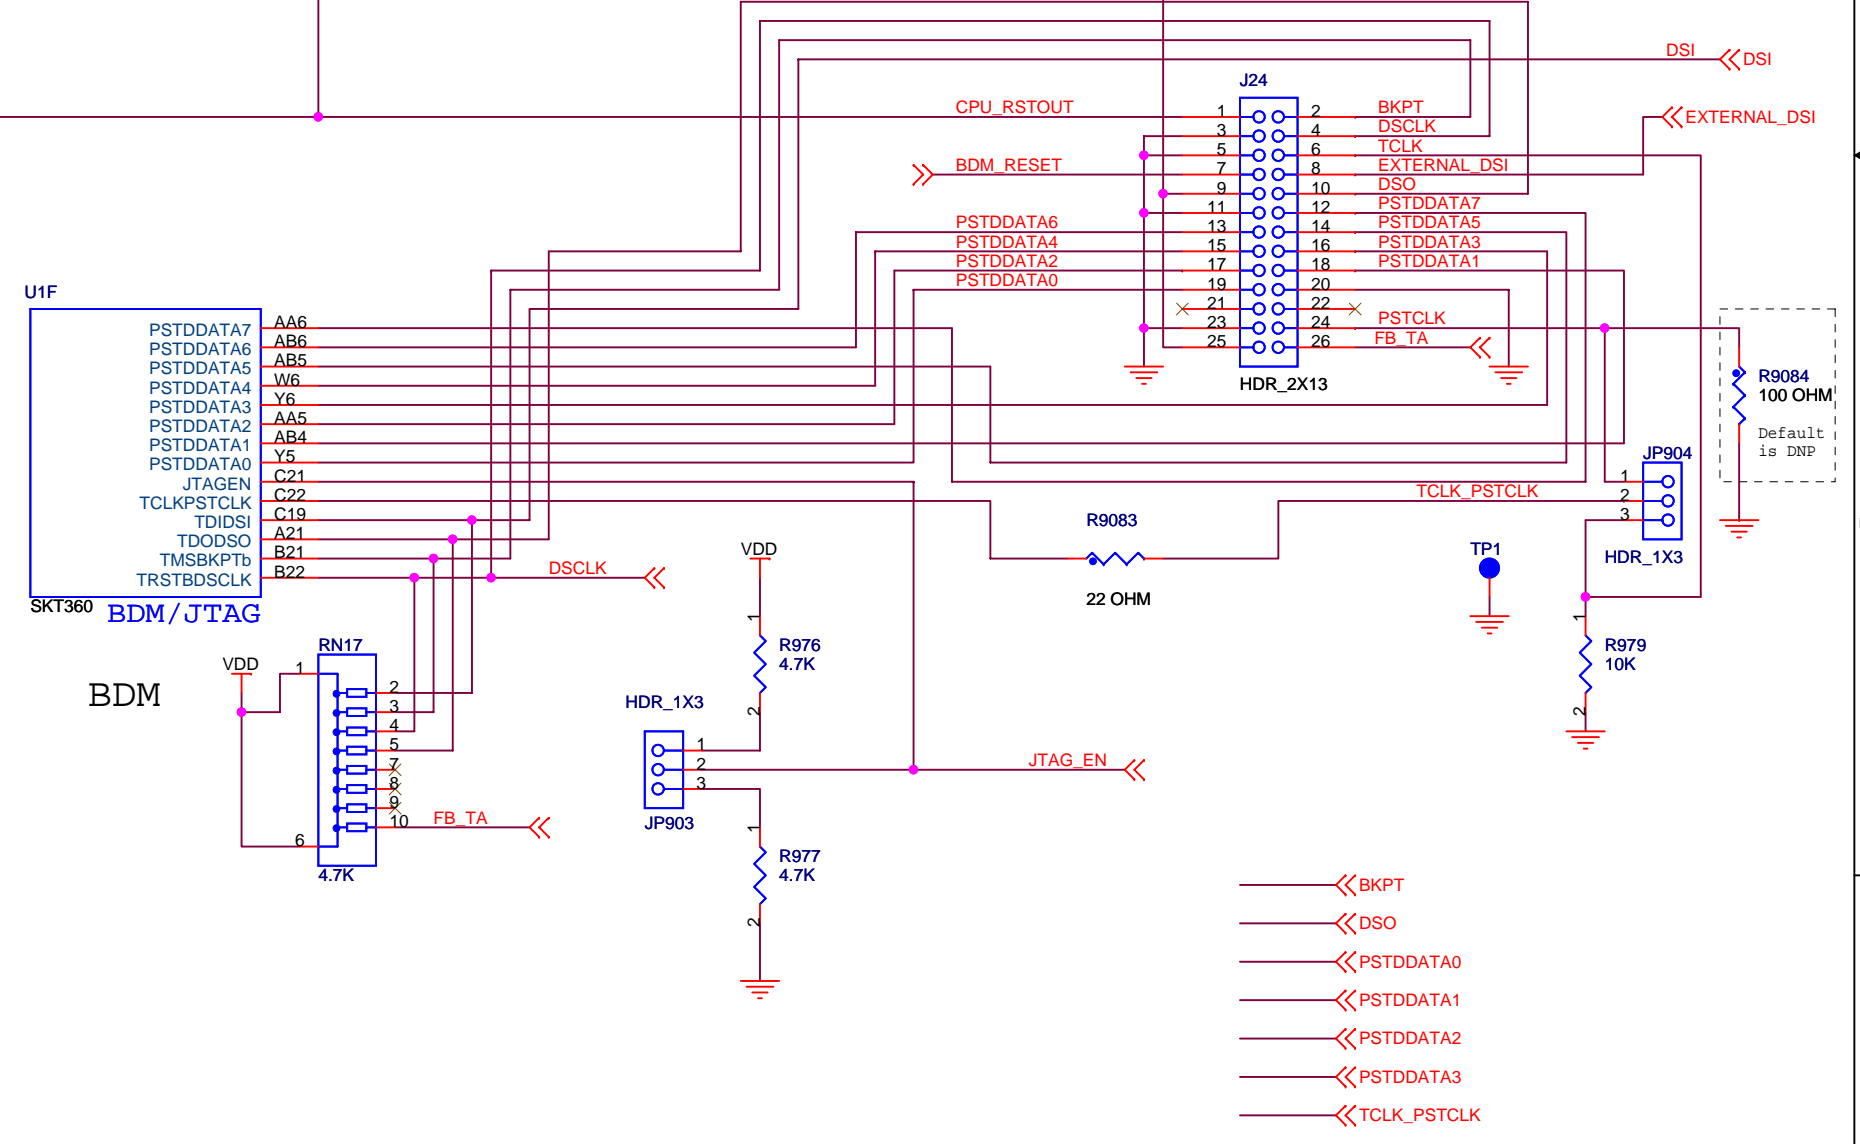 DSI
DSI
J24
CPU_RSTOUT
1
2
BKPT
EXTERNAL_DSI
3
4
DSCLK
5
6
TCLK
BDM_RESET
7
8
EXTERNAL_DSI
9
10
DSO
11
12
PSTDDATA7
PSTDDATA6
13
14
PSTDDATA5
PSTDDATA4
15
16
PSTDDATA3
PSTDDATA2
17
18
PSTDDATA1
PSTDDATA0
19
20
21
22
23
24
PSTCLK
25
26
FB_TA
HDR_2X13
U1F
PSTDDATA7
AA6
PSTDDATA6
AB6
PSTDDATA5
AB5
PSTDDATA4
W6
PSTDDATA3
Y6
PSTDDATA2
AA5
PSTDDATA1
AB4
PSTDDATA0
Y5
JTAGEN
C21
TCLKPSTCLK
C22
TDIDSI
C19
TDODSO
A21
TMSBKPTb
B21
TRSTBDSCLK
B22
SKT360
BDM/JTAG
DSCLK
R9084
100 OHM
Default
is DNP
JP904
1
2
3
TCLK_PSTCLK
HDR_1X3
R9083
22 OHM
TP1
VDD
1
R976
4.7K
2
1
R979
10K
2
BDM
VDD
RN17
1
2
3
4
5
7
8
9
10
6
FB_TA
4.7K
HDR_1X3
1
2
3
JTAG_EN
JP903
1
R977
4.7K
2
BKPT
DSO
PSTDDATA0
PSTDDATA1
PSTDDATA2
PSTDDATA3
TCLK_PSTCLK